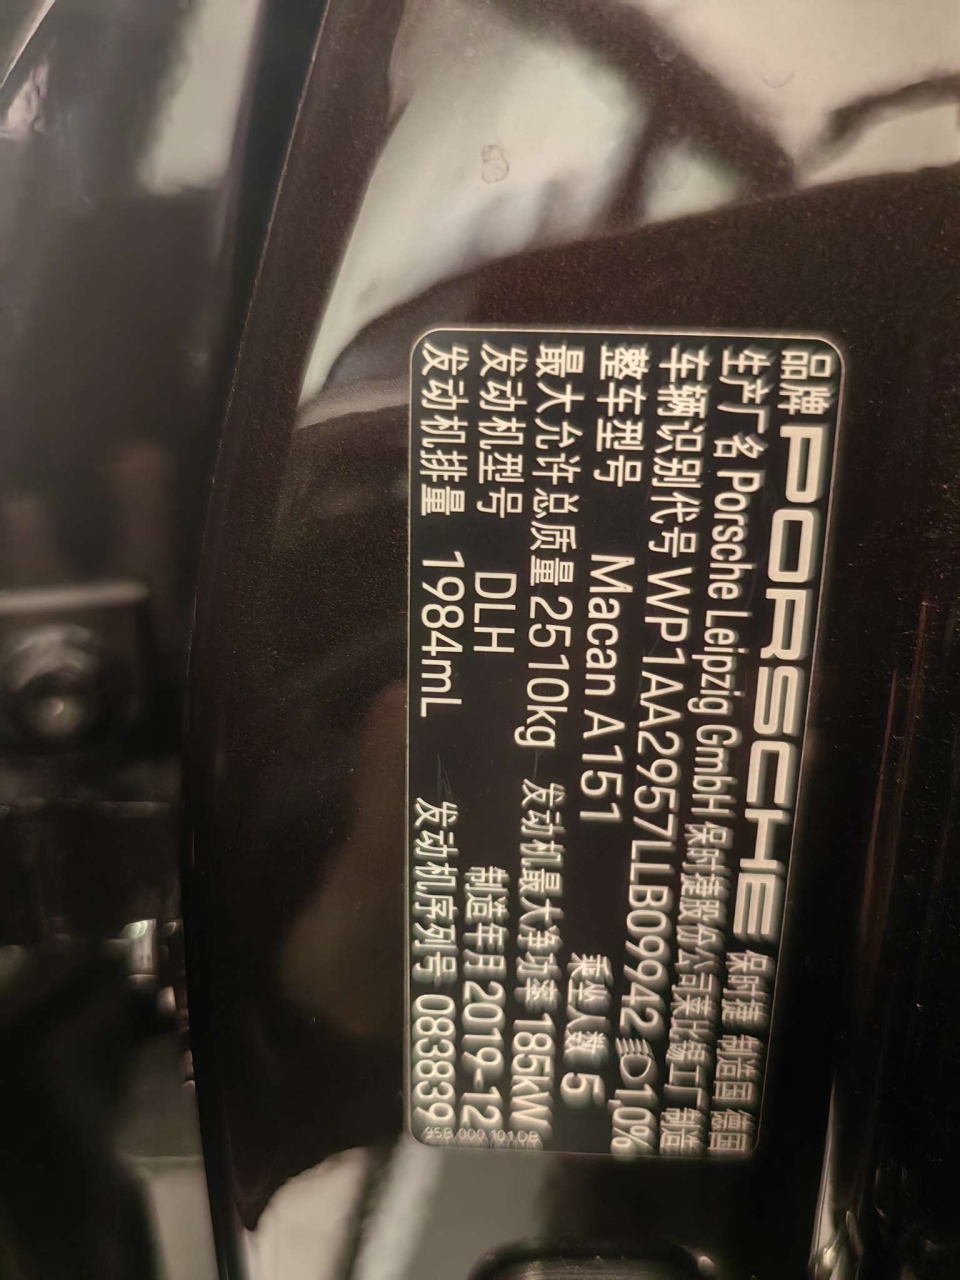 品牌 PORSCHE 保时捷 制造国 德国
生产厂名 Porsche Leipzig GmbH 保时捷股份公司莱比锡工厂 制造
车辆识别代号 WP1AA2957LLB09942 1,0%
整车型号 Macan A151 乘坐人数 5
最大允许总质量 2510kg 发动机最大净功率 185kW
发动机型号 DLH 制造年月 2019-12
发动机排量 1984mL 发动机序列号 083839
95B.000.101.DB